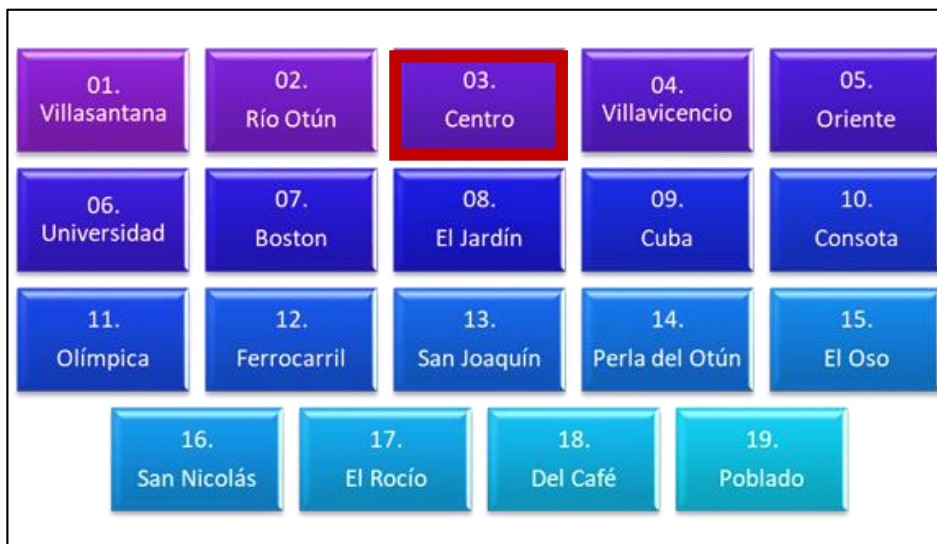 01.
Villasantana
02.
Río Otún
03.
Centro
04.
Villavicencio
05.
Oriente
06.
Universidad
07.
Boston
08.
El Jardín
09.
Cuba
10.
Consota
11.
Olímpica
12.
Ferrocarril
13.
San Joaquín
14.
Perla del Otún
15.
El Oso
16.
San Nicolás
17.
El Rocío
18.
Del Café
19.
Poblado